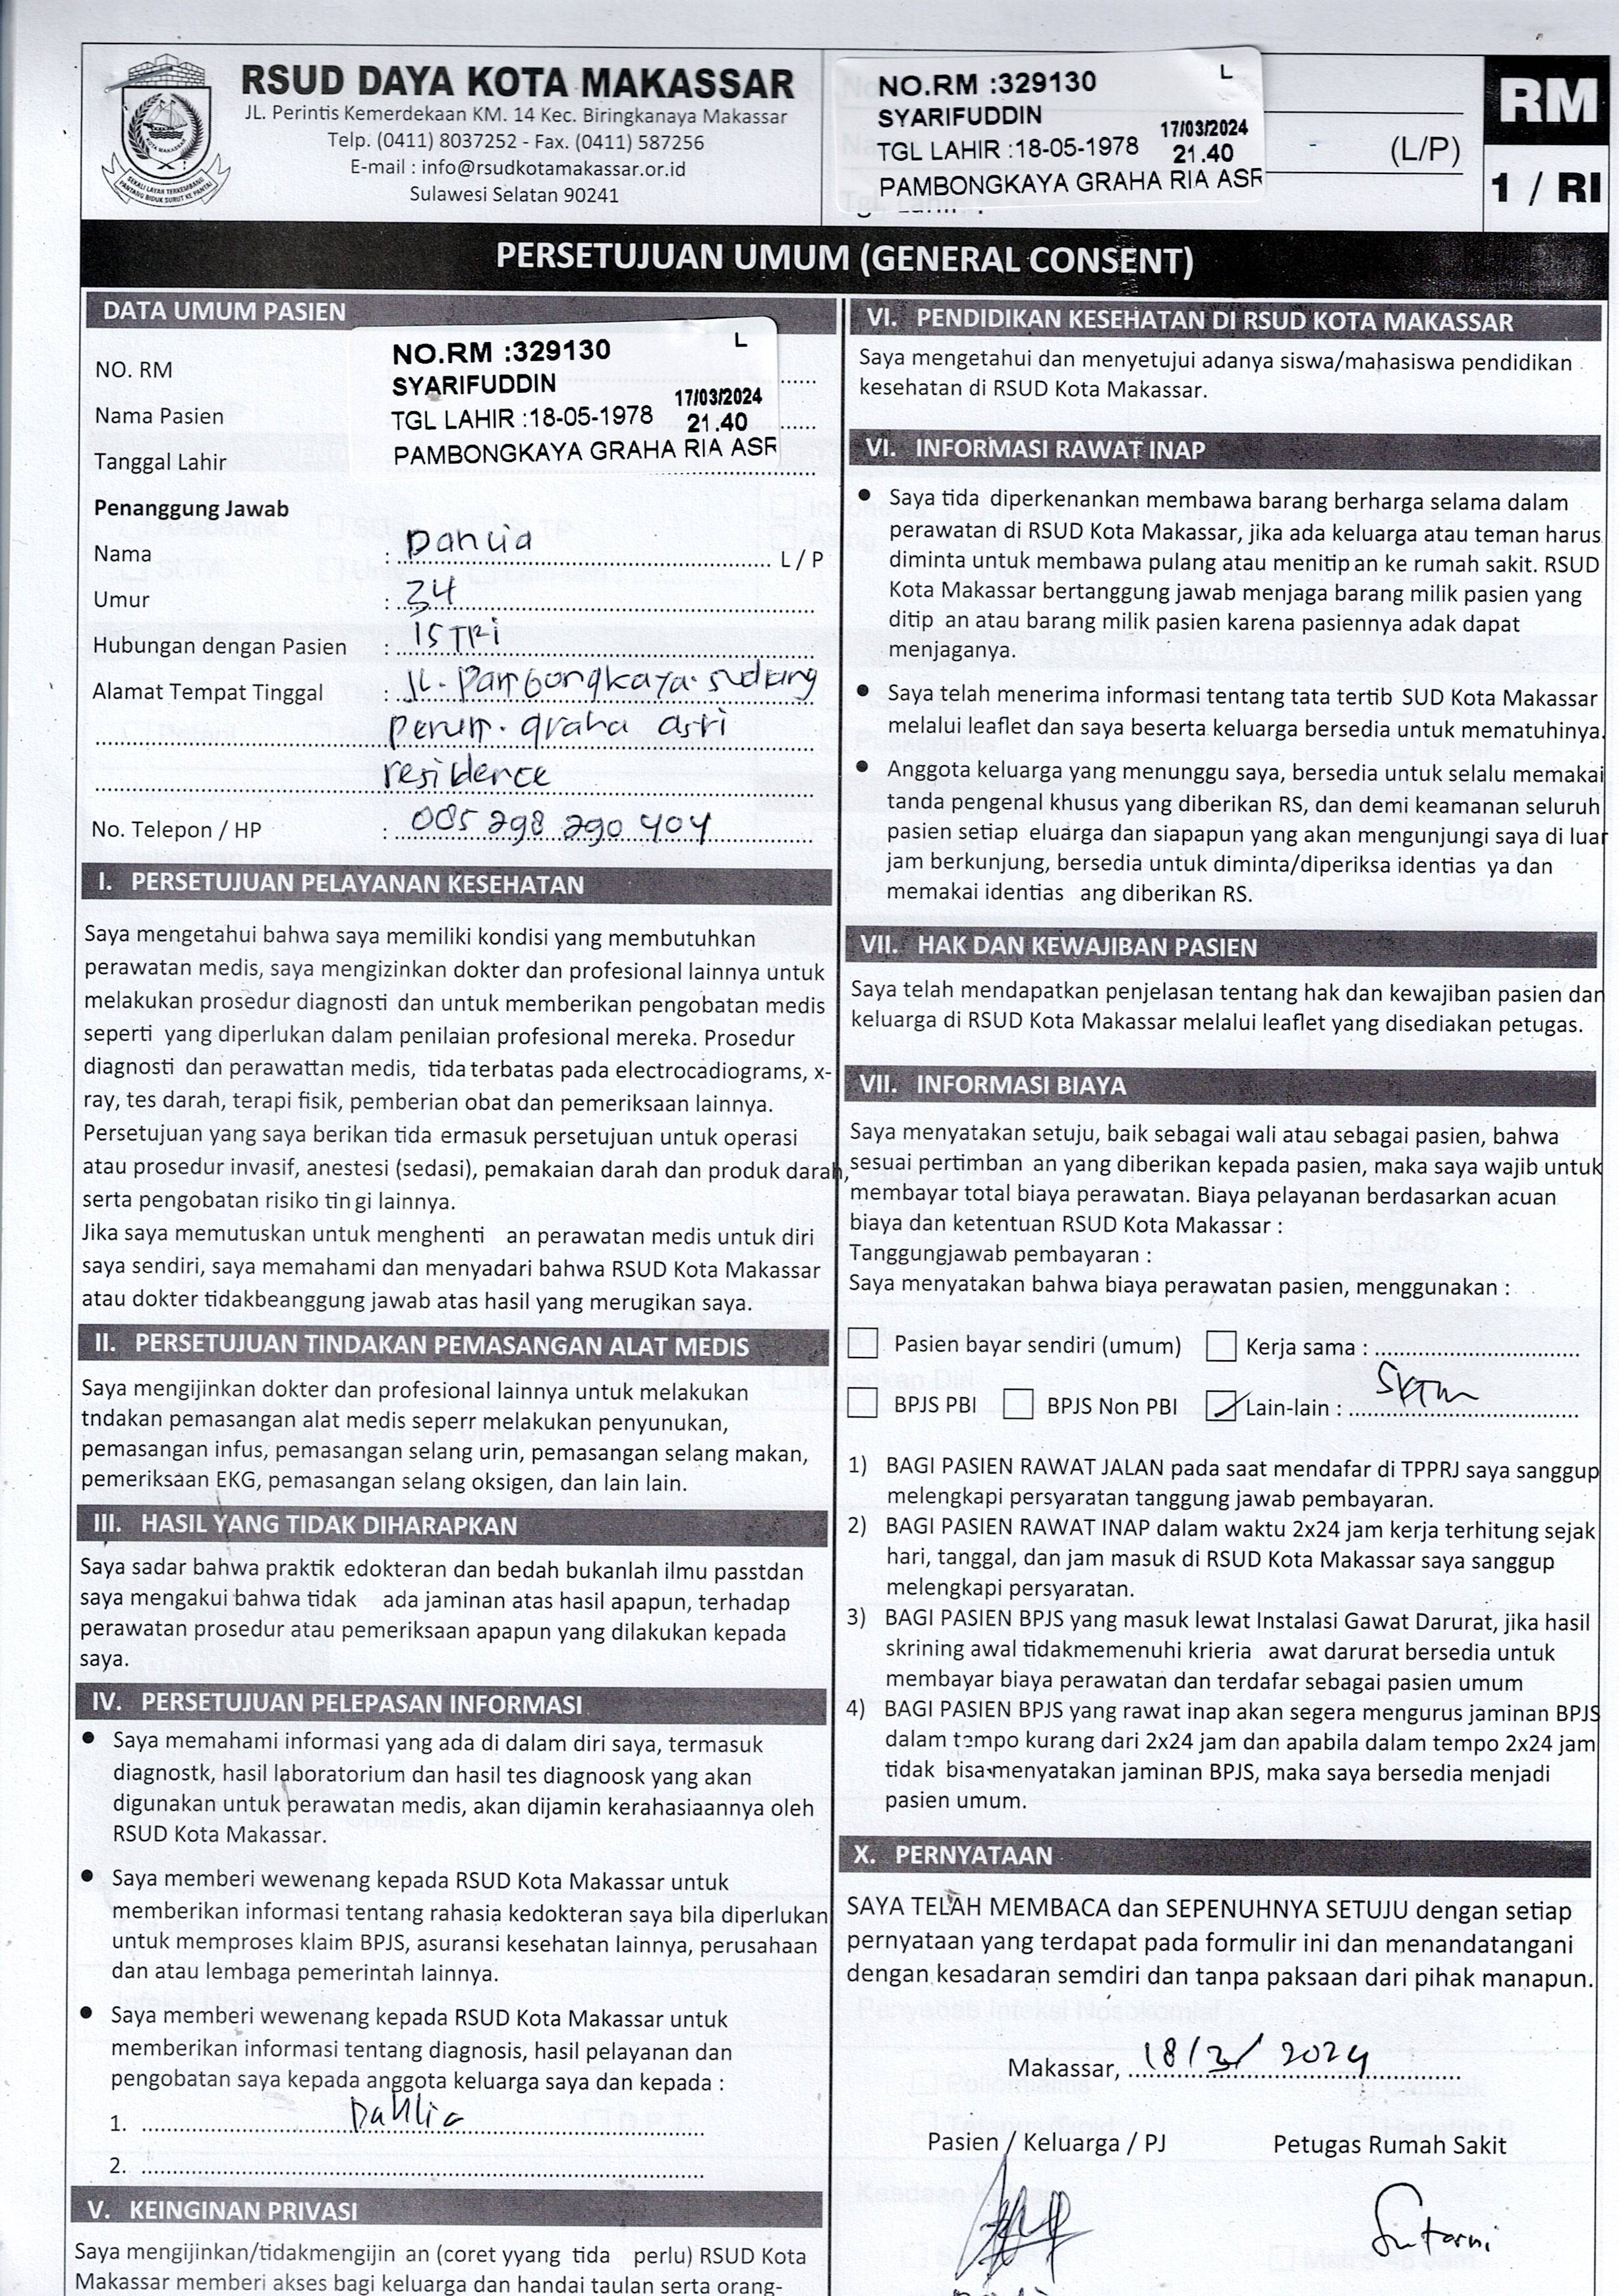 RSUD DAYA KOTA MAKASSAR
JL. Perintis Kemerdekaan KM. 14 Kec. Biringkanaya Makassar
Telp. (0411) 8037252 - Fax. (0411) 587256
E-mail : info@rsudkotamakassar.or.id
Sulawesi Selatan 90241
KOTA MAKASSAR
SEKALI LAYAR TERKEMBANG
PANTANG BIDUK SURUT KE PANTAI
NO.RM :329130 L
SYARIFUDDIN
17/03/2024
TGL LAHIR :18-05-1978 21.40
PAMBONGKAYA GRAHA RIA ASR
(L/P)
RM
1 / RI
PERSETUJUAN UMUM (GENERAL CONSENT)
DATA UMUM PASIEN
NO. RM
Nama Pasien
Tanggal Lahir
NO.RM :329130 L
SYARIFUDDIN
17/03/2024
TGL LAHIR :18-05-1978 21.40
PAMBONGKAYA GRAHA RIA ASR
Penanggung Jawab
Nama : Dahlia L / P
Umur : 34
Hubungan dengan Pasien : ISTRI
Alamat Tempat Tinggal : Jl. Pambongkaya. sudiang
perum. graha asri
residence
No. Telepon / HP : 085 298 290 404
I. PERSETUJUAN PELAYANAN KESEHATAN
Saya mengetahui bahwa saya memiliki kondisi yang membutuhkan
perawatan medis, saya mengizinkan dokter dan profesional lainnya untuk
melakukan prosedur diagnosti dan untuk memberikan pengobatan medis
seperti yang diperlukan dalam penilaian profesional mereka. Prosedur
diagnosti dan perawattan medis, tida terbatas pada electrocadiograms, x-
ray, tes darah, terapi fisik, pemberian obat dan pemeriksaan lainnya.
Persetujuan yang saya berikan tida ermasuk persetujuan untuk operasi
atau prosedur invasif, anestesi (sedasi), pemakaian darah dan produk darah,
serta pengobatan risiko tin gi lainnya.
Jika saya memutuskan untuk menghenti an perawatan medis untuk diri
saya sendiri, saya memahami dan menyadari bahwa RSUD Kota Makassar
atau dokter tidakbeanggung jawab atas hasil yang merugikan saya.
II. PERSETUJUAN TINDAKAN PEMASANGAN ALAT MEDIS
Saya mengijinkan dokter dan profesional lainnya untuk melakukan
tndakan pemasangan alat medis seperr melakukan penyunukan,
pemasangan infus, pemasangan selang urin, pemasangan selang makan,
pemeriksaan EKG, pemasangan selang oksigen, dan lain lain.
III. HASIL YANG TIDAK DIHARAPKAN
Saya sadar bahwa praktik edokteran dan bedah bukanlah ilmu passtdan
saya mengakui bahwa tidak ada jaminan atas hasil apapun, terhadap
perawatan prosedur atau pemeriksaan apapun yang dilakukan kepada
saya.
IV. PERSETUJUAN PELEPASAN INFORMASI
• Saya memahami informasi yang ada di dalam diri saya, termasuk
diagnostk, hasil laboratorium dan hasil tes diagnoosk yang akan
digunakan untuk perawatan medis, akan dijamin kerahasiaannya oleh
RSUD Kota Makassar.
• Saya memberi wewenang kepada RSUD Kota Makassar untuk
memberikan informasi tentang rahasia kedokteran saya bila diperlukan
untuk memproses klaim BPJS, asuransi kesehatan lainnya, perusahaan
dan atau lembaga pemerintah lainnya.
• Saya memberi wewenang kepada RSUD Kota Makassar untuk
memberikan informasi tentang diagnosis, hasil pelayanan dan
pengobatan saya kepada anggota keluarga saya dan kepada :
1. Dahlia
2.
V. KEINGINAN PRIVASI
Saya mengijinkan/tidakmengijin an (coret yyang tida perlu) RSUD Kota
Makassar memberi akses bagi keluarga dan handai taulan serta orang-
VI. PENDIDIKAN KESEHATAN DI RSUD KOTA MAKASSAR
Saya mengetahui dan menyetujui adanya siswa/mahasiswa pendidikan
kesehatan di RSUD Kota Makassar.
VI. INFORMASI RAWAT INAP
• Saya tida diperkenankan membawa barang berharga selama dalam
perawatan di RSUD Kota Makassar, jika ada keluarga atau teman harus
diminta untuk membawa pulang atau menitip an ke rumah sakit. RSUD
Kota Makassar bertanggung jawab menjaga barang milik pasien yang
ditip an atau barang milik pasien karena pasiennya adak dapat
menjaganya.
• Saya telah menerima informasi tentang tata tertib SUD Kota Makassar
melalui leaflet dan saya beserta keluarga bersedia untuk mematuhinya.
• Anggota keluarga yang menunggu saya, bersedia untuk selalu memakai
tanda pengenal khusus yang diberikan RS, dan demi keamanan seluruh
pasien setiap eluarga dan siapapun yang akan mengunjungi saya di luar
jam berkunjung, bersedia untuk diminta/diperiksa identias ya dan
memakai identias ang diberikan RS.
VII. HAK DAN KEWAJIBAN PASIEN
Saya telah mendapatkan penjelasan tentang hak dan kewajiban pasien dan
keluarga di RSUD Kota Makassar melalui leaflet yang disediakan petugas.
VII. INFORMASI BIAYA
Saya menyatakan setuju, baik sebagai wali atau sebagai pasien, bahwa
sesuai pertimban an yang diberikan kepada pasien, maka saya wajib untuk
membayar total biaya perawatan. Biaya pelayanan berdasarkan acuan
biaya dan ketentuan RSUD Kota Makassar :
Tanggungjawab pembayaran :
Saya menyatakan bahwa biaya perawatan pasien, menggunakan :
Pasien bayar sendiri (umum) Kerja sama :
BPJS PBI BPJS Non PBI Lain-lain : SKTM
1) BAGI PASIEN RAWAT JALAN pada saat mendafar di TPPRJ saya sanggup
melengkapi persyaratan tanggung jawab pembayaran.
2) BAGI PASIEN RAWAT INAP dalam waktu 2x24 jam kerja terhitung sejak
hari, tanggal, dan jam masuk di RSUD Kota Makassar saya sanggup
melengkapi persyaratan.
3) BAGI PASIEN BPJS yang masuk lewat Instalasi Gawat Darurat, jika hasil
skrining awal tidakmemenuhi krieria awat darurat bersedia untuk
membayar biaya perawatan dan terdafar sebagai pasien umum
4) BAGI PASIEN BPJS yang rawat inap akan segera mengurus jaminan BPJS
dalam tempo kurang dari 2x24 jam dan apabila dalam tempo 2x24 jam
tidak bisa menyatakan jaminan BPJS, maka saya bersedia menjadi
pasien umum.
X. PERNYATAAN
SAYA TELAH MEMBACA dan SEPENUHNYA SETUJU dengan setiap
pernyataan yang terdapat pada formulir ini dan menandatangani
dengan kesadaran semdiri dan tanpa paksaan dari pihak manapun.
Makassar, 18/3/ 2024
Pasien / Keluarga / PJ Petugas Rumah Sakit
Sutarni